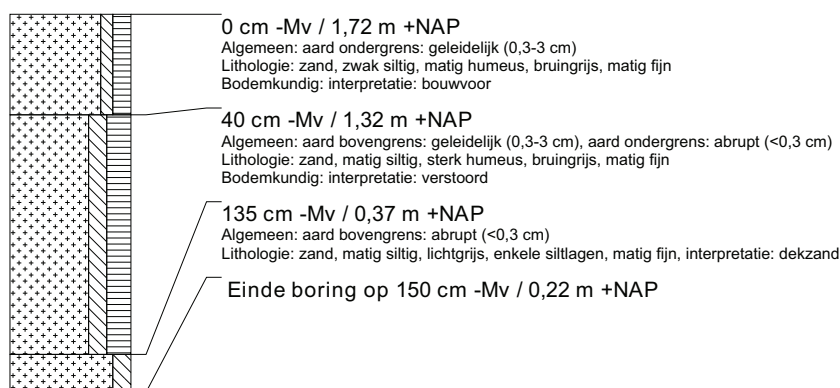 0 cm -Mv / 1,72 m +NAP
Algemeen: aard ondergrens: geleidelijk (0,3-3 cm)
Lithologie: zand, zwak siltig, matig humeus, bruingrijs, matig fijn
Bodemkundig: interpretatie: bouwvoor
40 cm -Mv / 1,32 m +NAP
Algemeen: aard bovengrens: geleidelijk (0,3-3 cm), aard ondergrens: abrupt (<0,3 cm)
Lithologie: zand, matig siltig, sterk humeus, bruingrijs, matig fijn
Bodemkundig: interpretatie: verstoord
135 cm -Mv / 0,37 m +NAP
Algemeen: aard bovengrens: abrupt (<0,3 cm)
Lithologie: zand, matig siltig, lichtgrijs, enkele siltlagen, matig fijn, interpretatie: dekzand
Einde boring op 150 cm -Mv / 0,22 m +NAP